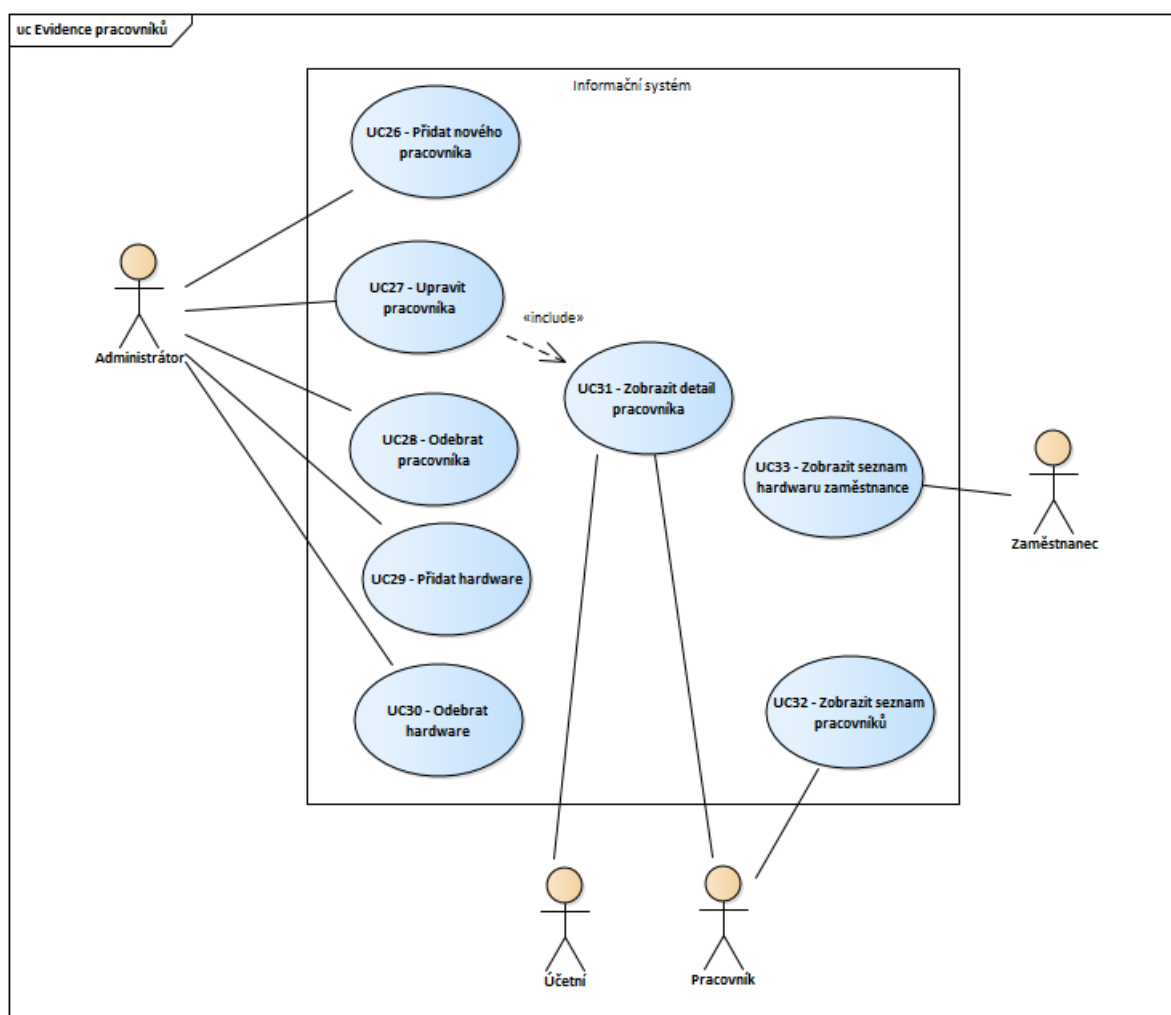 uc Evidence pracovníků
Informační systém
UC26 - Přidat nového
pracovníka
UC27 - Upravit
pracovníka
«include»
Administrátor
UC31 - Zobrazit detail
pracovníka
UC28 - Odebrat
pracovníka
UC33 - Zobrazit seznam
hardwaru zaměstnance
Zaměstnanec
UC29 - Přidat hardware
UC30 - Odebrat
hardware
UC32 - Zobrazit seznam
pracovníků
Účetní
Pracovník